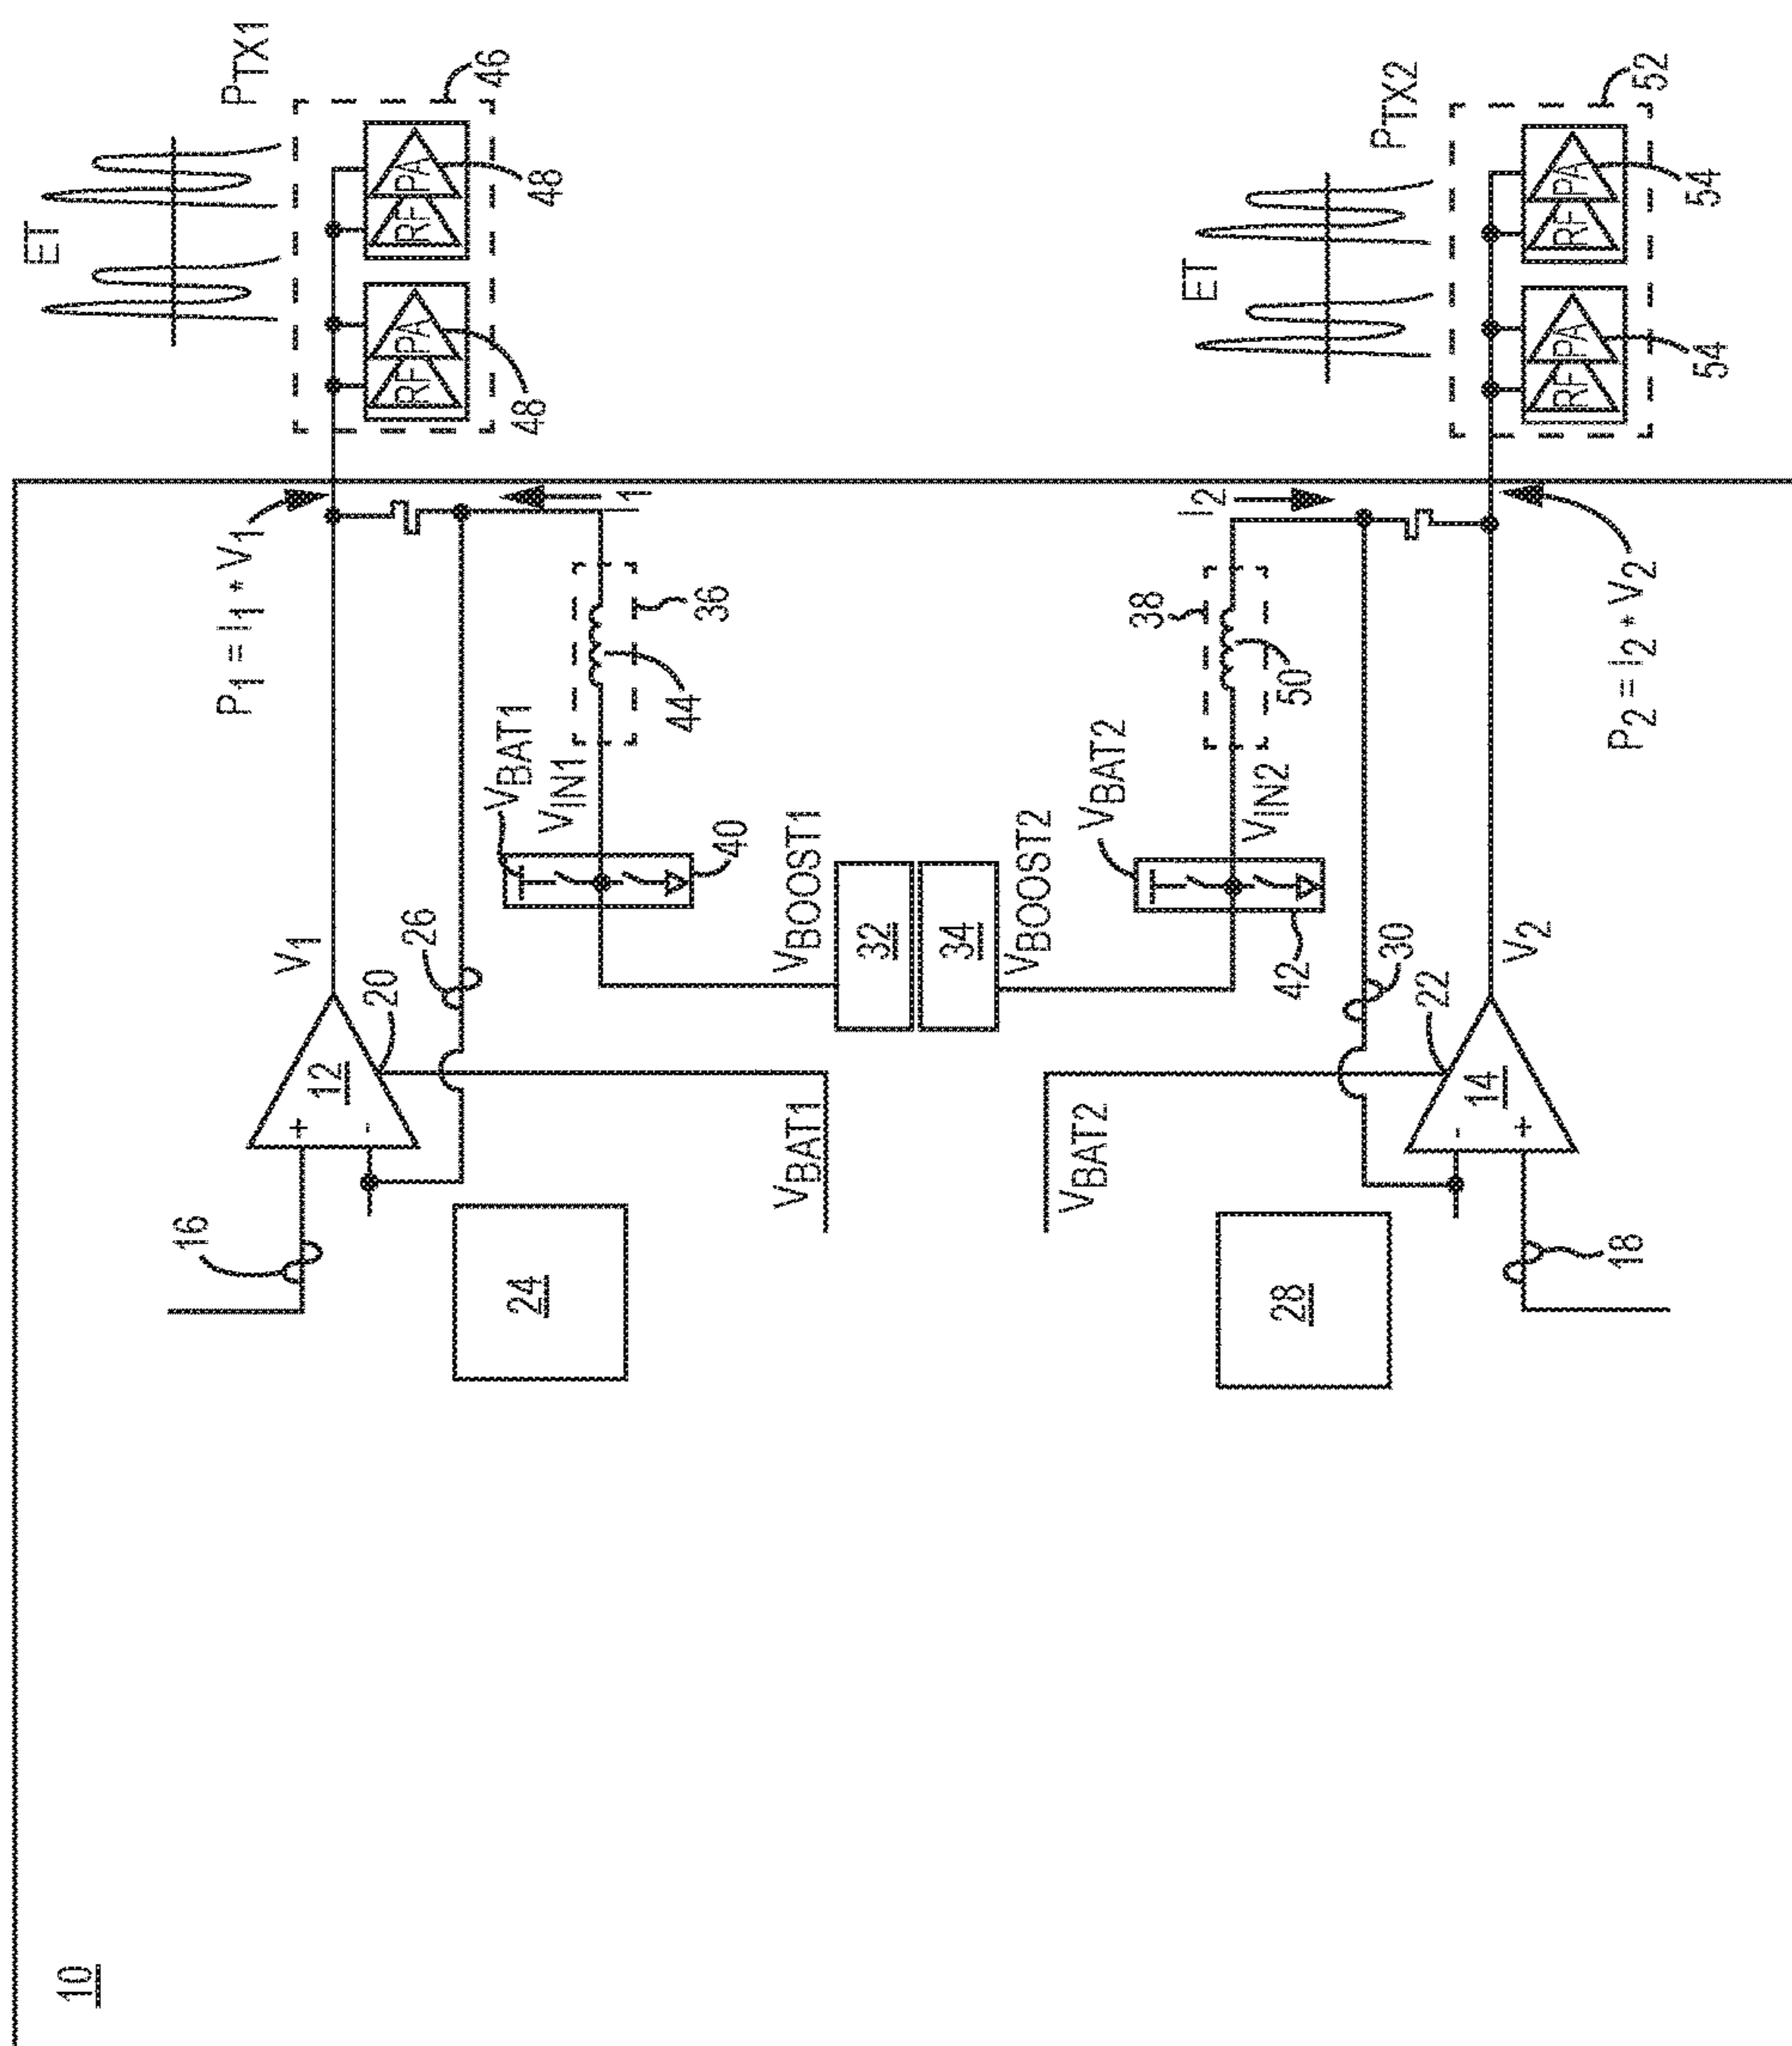 10
16
12
+
-
20
V1
26
P1 = I1 * V1
ET
PTX1
46
RF
PA
48
RF
PA
48
I1
36
44
VBAT1
VIN1
40
VBOOST1
32
24
VBAT1
34
VBOOST2
VBAT2
28
VBAT2
VIN2
42
38
50
I2
30
22
14
-
+
18
V2
P2 = I2 * V2
ET
PTX2
52
RF
PA
54
RF
PA
54